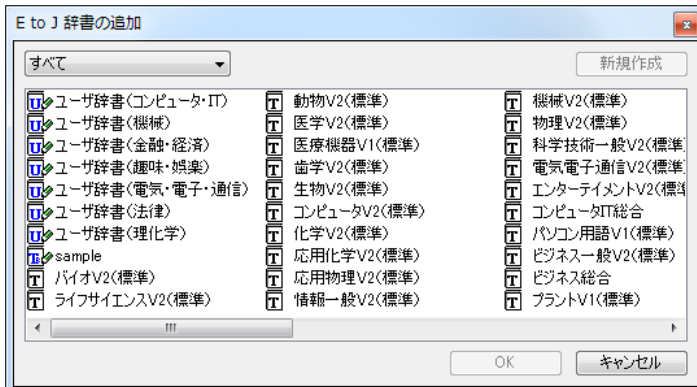 E to J 辞書の追加
すべて
新規作成
ユーザ辞書(コンピュータ・IT)
ユーザ辞書(機械)
ユーザ辞書(金融・経済)
ユーザ辞書(趣味・娯楽)
ユーザ辞書(電気・電子・通信)
ユーザ辞書(法律)
ユーザ辞書(理化学)
sample
バイオV2(標準)
ライフサイエンスV2(標準)
動物V2(標準)
医学V2(標準)
医療機器V1(標準)
歯学V2(標準)
生物V2(標準)
コンピュータV2(標準)
化学V2(標準)
応用化学V2(標準)
応用物理V2(標準)
情報一般V2(標準)
機械V2(標準)
物理V2(標準)
科学技術一般V2(標準
電気電子通信V2(標準
エンターテイメントV2(標準
コンピュータIT総合
パソコン用語V1(標準)
ビジネス一般V2(標準)
ビジネス総合
プラントV1(標準)
OK
キャンセル